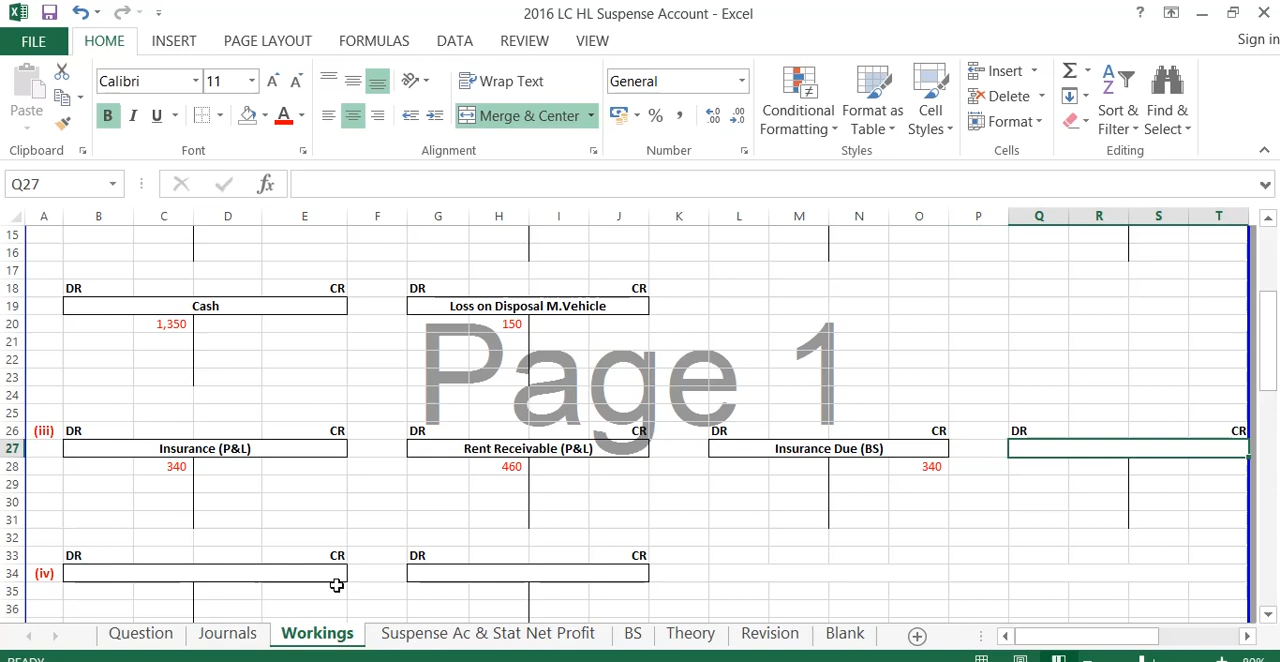 2016 LC HL Suspense Account - Excel
?
FILE HOME INSERT PAGE LAYOUT FORMULAS DATA REVIEW VIEW Sign in
Paste
Calibri 11
B I U
Wrap Text
Merge & Center
General
%
Conditional Formatting
Format as Table
Cell Styles
Insert
Delete
Format
Sort & Filter
Find & Select
Clipboard Font Alignment Number Styles Cells Editing
Q27 fx
A B C D E F G H I J K L M N O P Q R S T
15
16
17
18 DR CR DR CR
19 Cash Loss on Disposal M.Vehicle
20 1,350 150
21
22
23
24
25
Page 1
26 (iii) DR CR DR CR DR CR DR CR
27 Insurance (P&L) Rent Receivable (P&L) Insurance Due (BS)
28 340 460 340
29
30
31
32
33 DR CR DR CR
34 (iv)
35
36
Question Journals Workings Suspense Ac & Stat Net Profit BS Theory Revision Blank